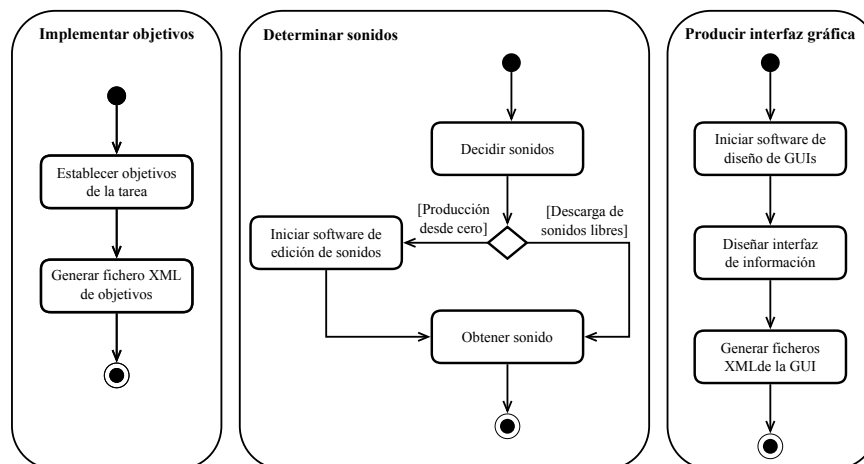 Implementar objetivos
Establecer objetivos
de la tarea
Generar fichero XML
de objetivos
Determinar sonidos
Decidir sonidos
[Producción
desde cero]
[Descarga de
sonidos libres]
Iniciar software de
edición de sonidos
Obtener sonido
Producir interfaz gráfica
Iniciar software de
diseño de GUIs
Diseñar interfaz
de información
Generar ficheros
XMLde la GUI